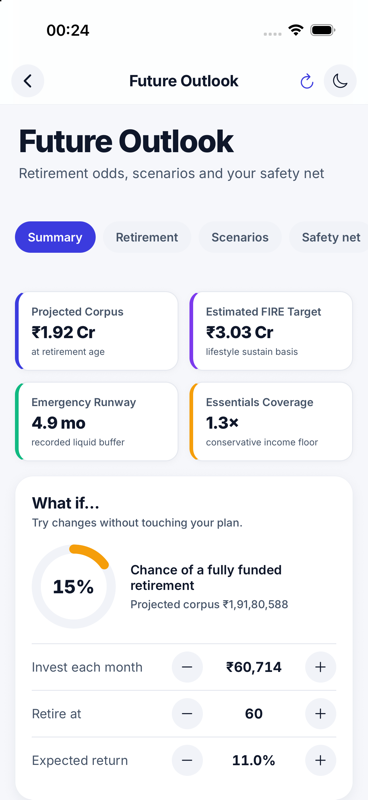 00:24
Future Outlook
Future Outlook
Retirement odds, scenarios and your safety net
Summary
Retirement
Scenarios
Safety net
Projected Corpus
₹1.92 Cr
at retirement age
Estimated FIRE Target
₹3.03 Cr
lifestyle sustain basis
Emergency Runway
4.9 mo
recorded liquid buffer
Essentials Coverage
1.3×
conservative income floor
What if...
Try changes without touching your plan.
15%
Chance of a fully funded
retirement
Projected corpus ₹1,91,80,588
Invest each month
− ₹60,714 +
Retire at
− 60 +
Expected return
− 11.0% +